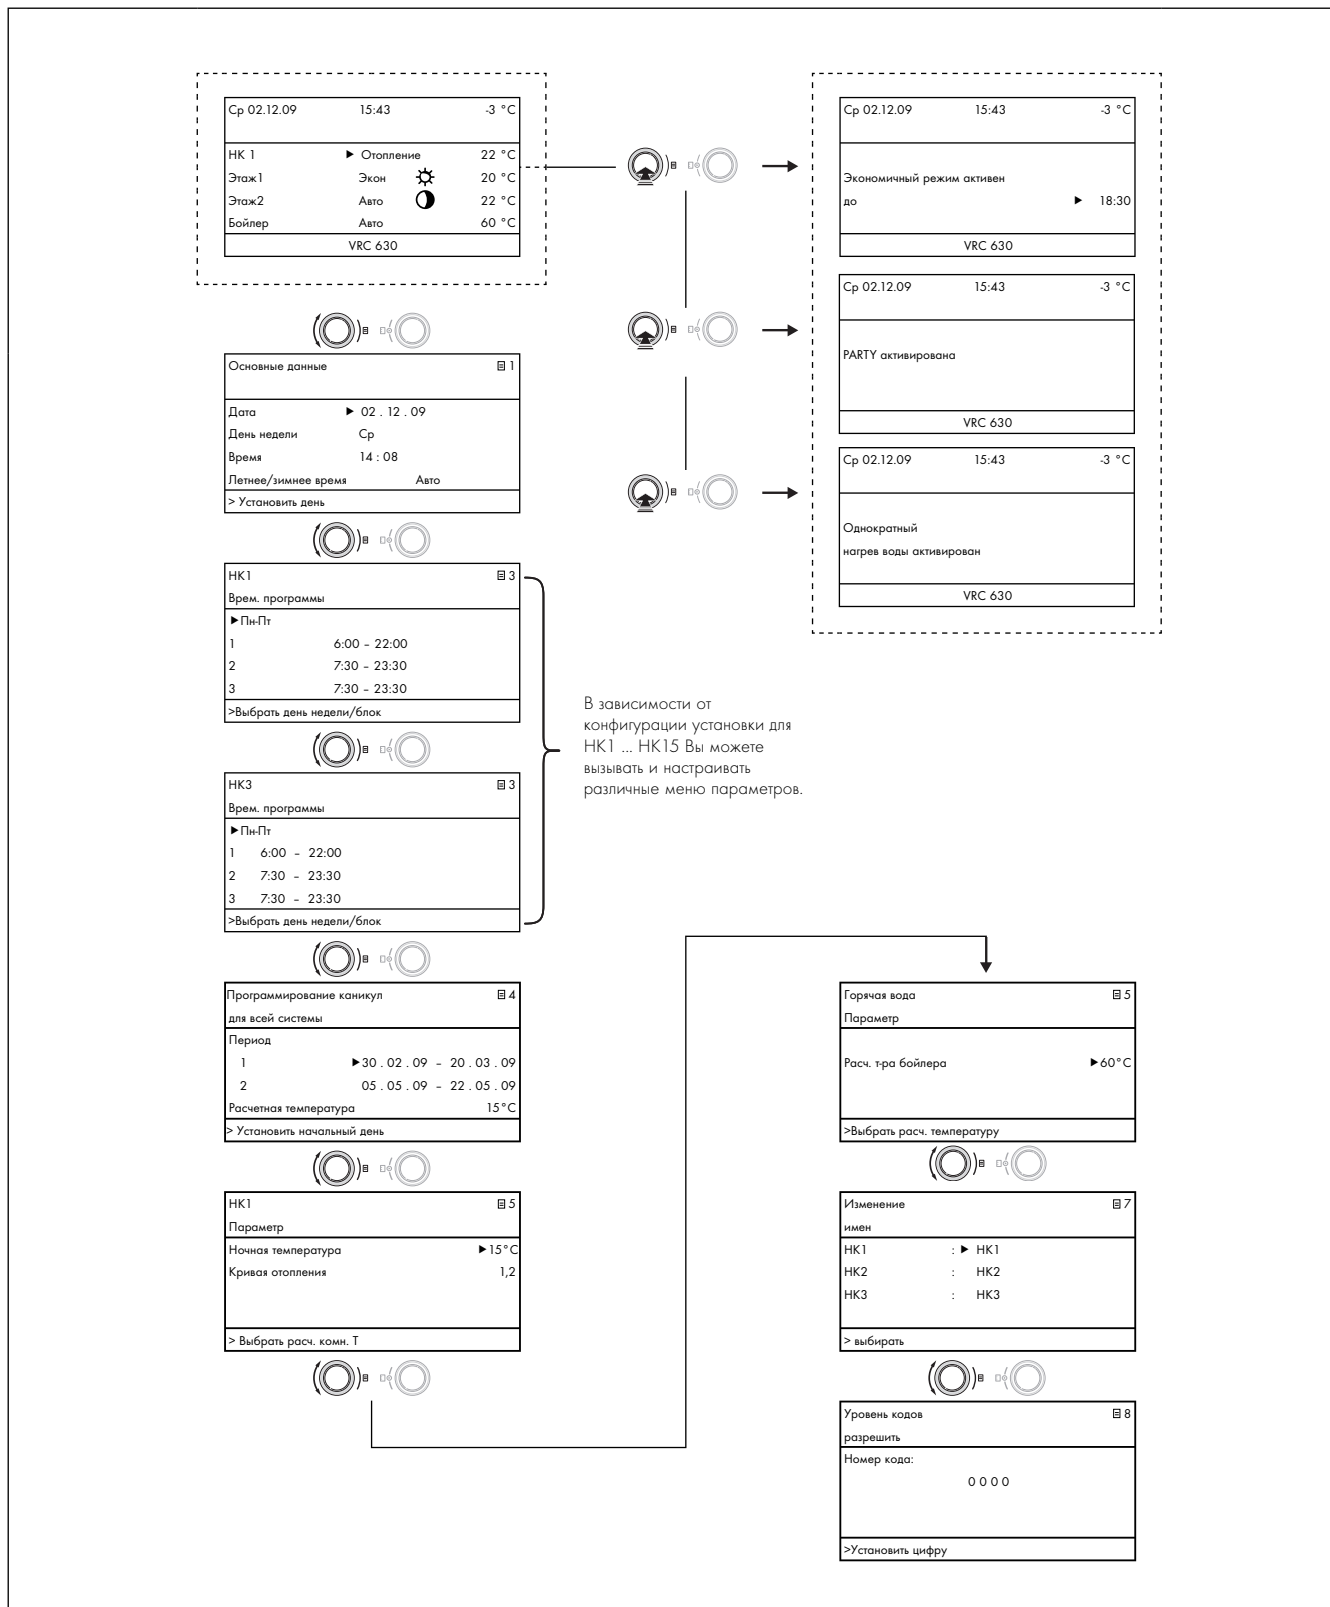 Ср 02.12.09 15:43 -3 °C
НК 1 ▶ Отопление 22 °C
Этаж1 Экон 20 °C
Этаж2 Авто 22 °C
Бойлер Авто 60 °C
VRC 630
Основные данные 1
Дата ▶ 02 . 12 . 09
День недели Ср
Время 14 : 08
Летнее/зимнее время Авто
> Установить день
НК1 3
Врем. программы
▶Пн-Пт
1 6:00 – 22:00
2 7:30 – 23:30
3 7:30 – 23:30
>Выбрать день недели/блок
НК3 3
Врем. программы
▶Пн-Пт
1 6:00 – 22:00
2 7:30 – 23:30
3 7:30 – 23:30
>Выбрать день недели/блок
В зависимости от
конфигурации установки для
НК1 ... НК15 Вы можете
вызывать и настраивать
различные меню параметров.
Программирование каникул 4
для всей системы
Период
1 ▶30 . 02 . 09 – 20 . 03 . 09
2 05 . 05 . 09 – 22 . 05 . 09
Расчетная температура 15°C
> Установить начальный день
НК1 5
Параметр
Ночная температура ▶15°C
Кривая отопления 1,2
> Выбрать расч. комн. Т
Ср 02.12.09 15:43 -3 °C
Экономичный режим активен
до ▶ 18:30
VRC 630
Ср 02.12.09 15:43 -3 °C
PARTY активирована
VRC 630
Ср 02.12.09 15:43 -3 °C
Однократный
нагрев воды активирован
VRC 630
Горячая вода 5
Параметр
Расч. т-ра бойлера ▶60°C
>Выбрать расч. температуру
Изменение 7
имен
НК1 : ▶ НК1
НК2 : НК2
НК3 : НК3
> выбирать
Уровень кодов 8
разрешить
Номер кода:
0 0 0 0
>Установить цифру